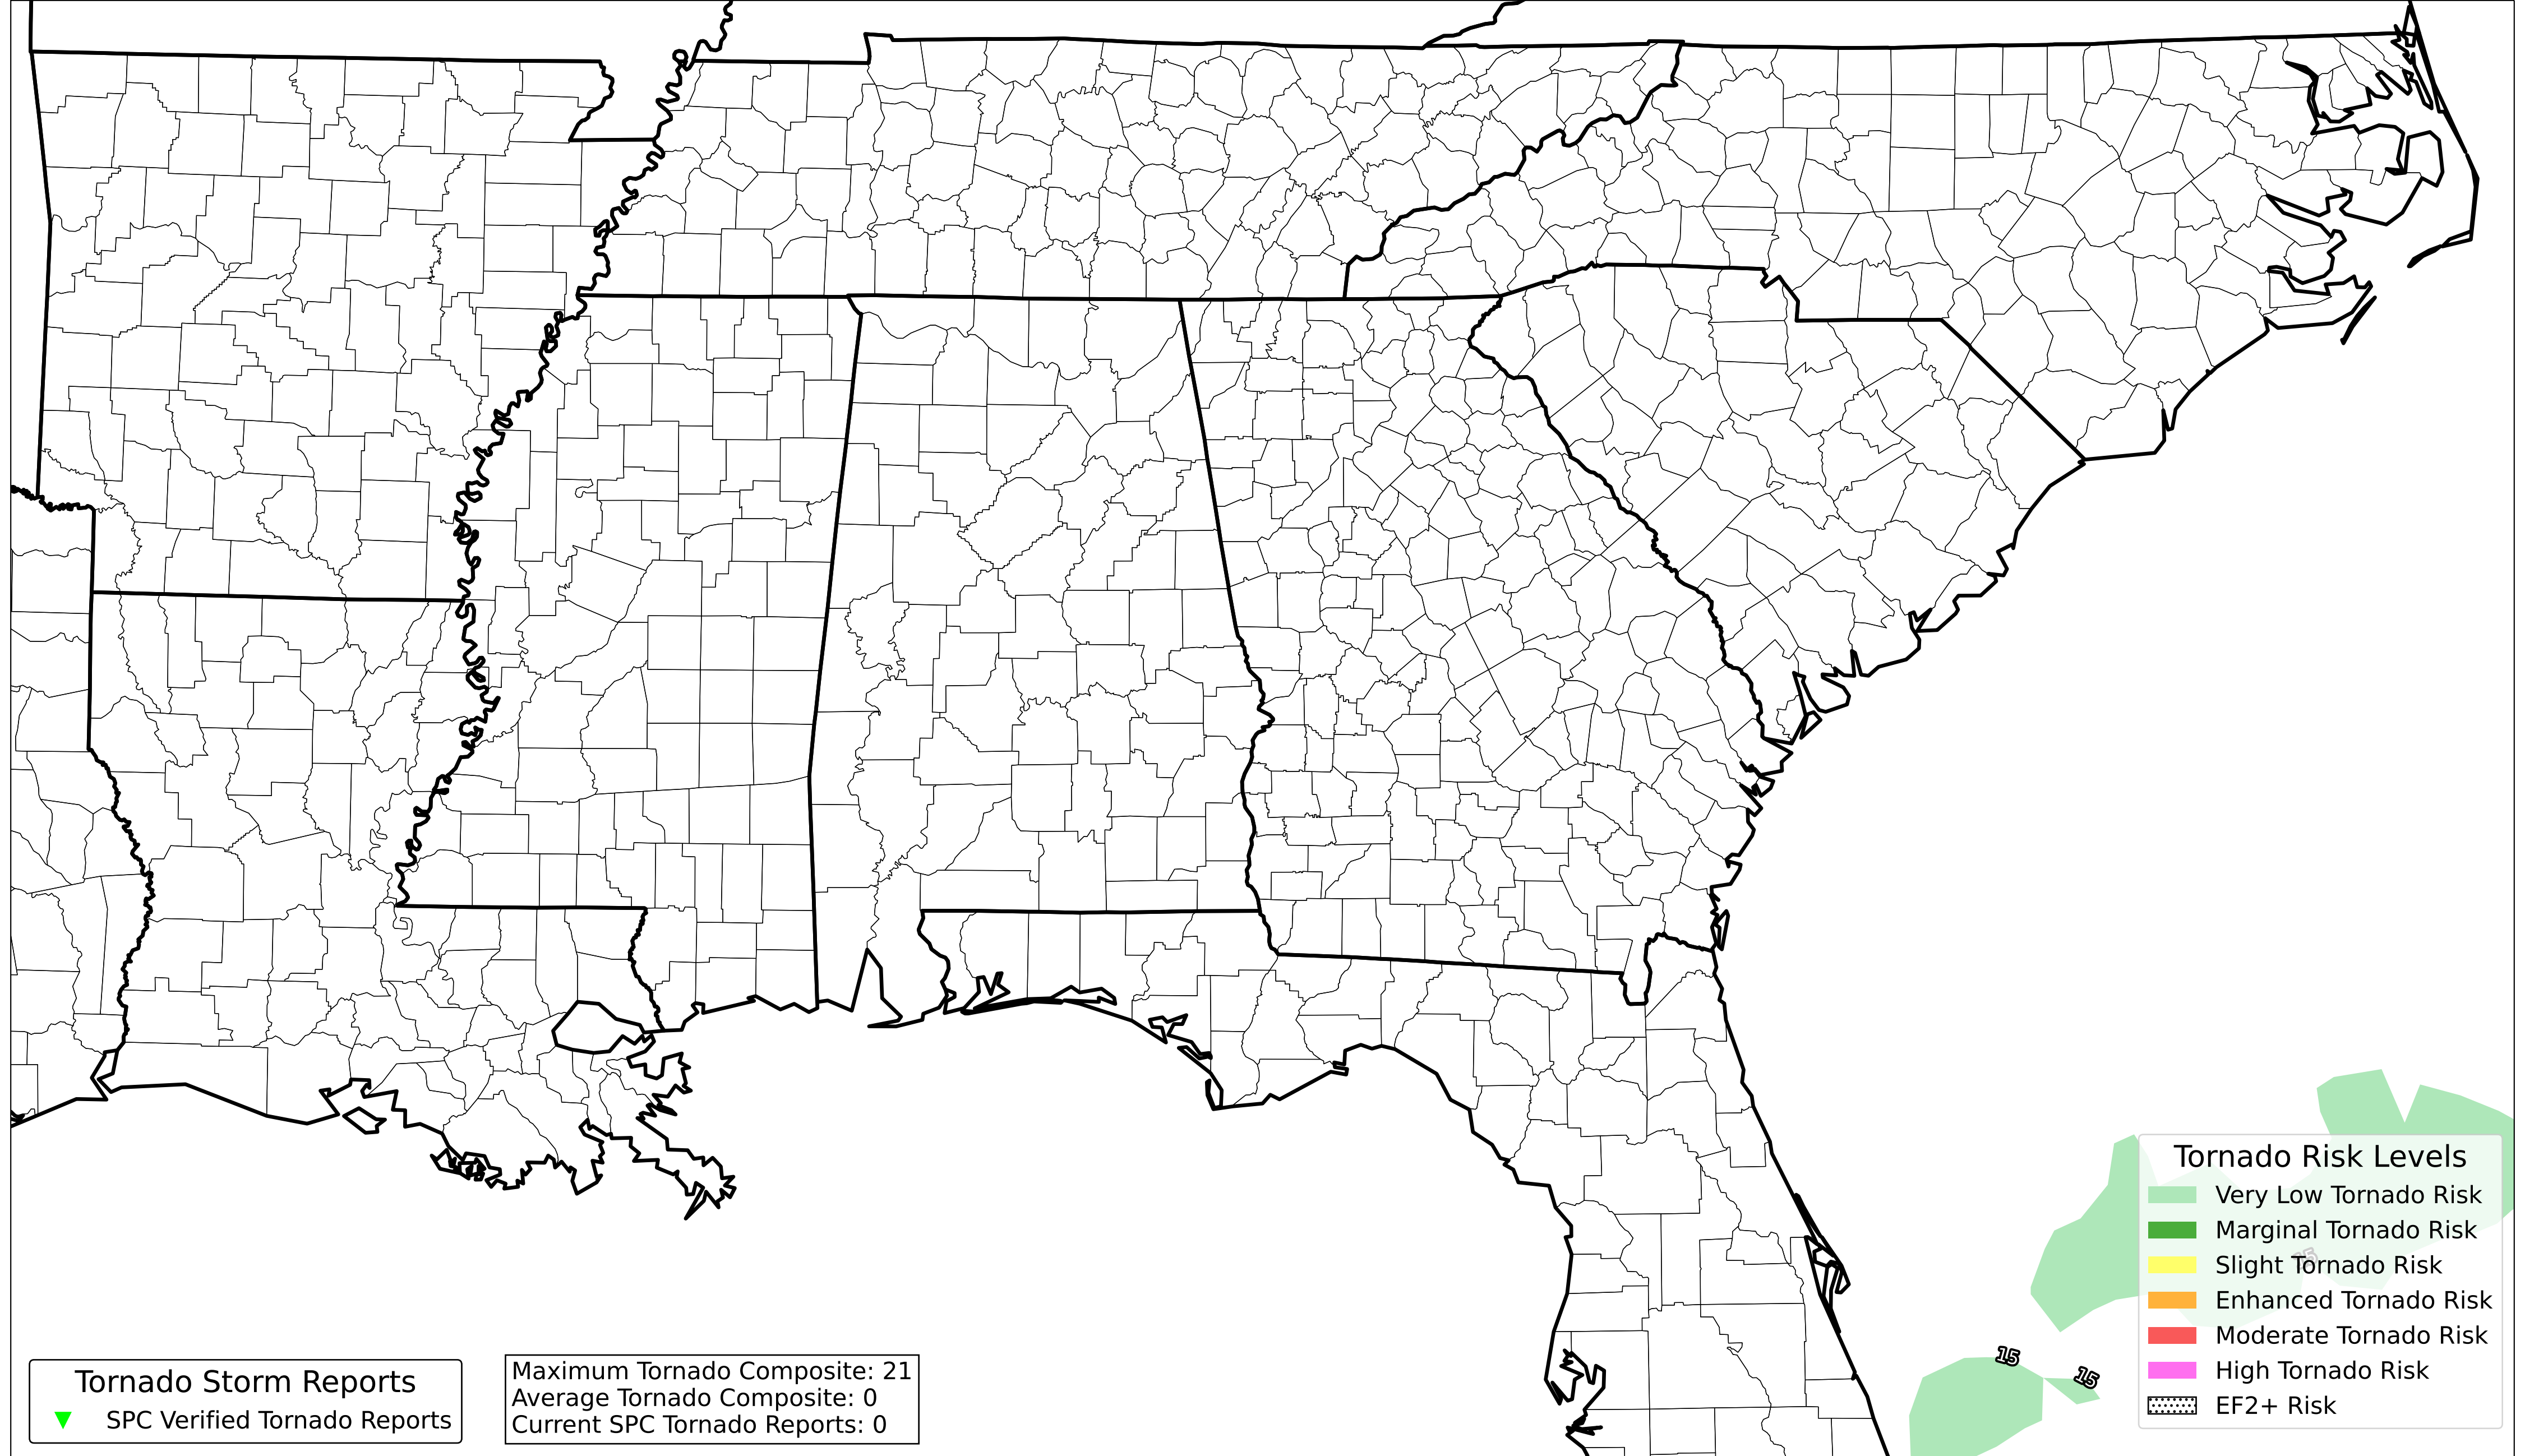 Tornado Risk Levels
Very Low Tornado Risk
Marginal Tornado Risk
15
Slight Tornado Risk
Enhanced Tornado Risk
Moderate Tornado Risk
High Tornado Risk
EF2+ Risk
15
15
Tornado Storm Reports
SPC Verified Tornado Reports
Maximum Tornado Composite: 21
Average Tornado Composite: 0
Current SPC Tornado Reports: 0